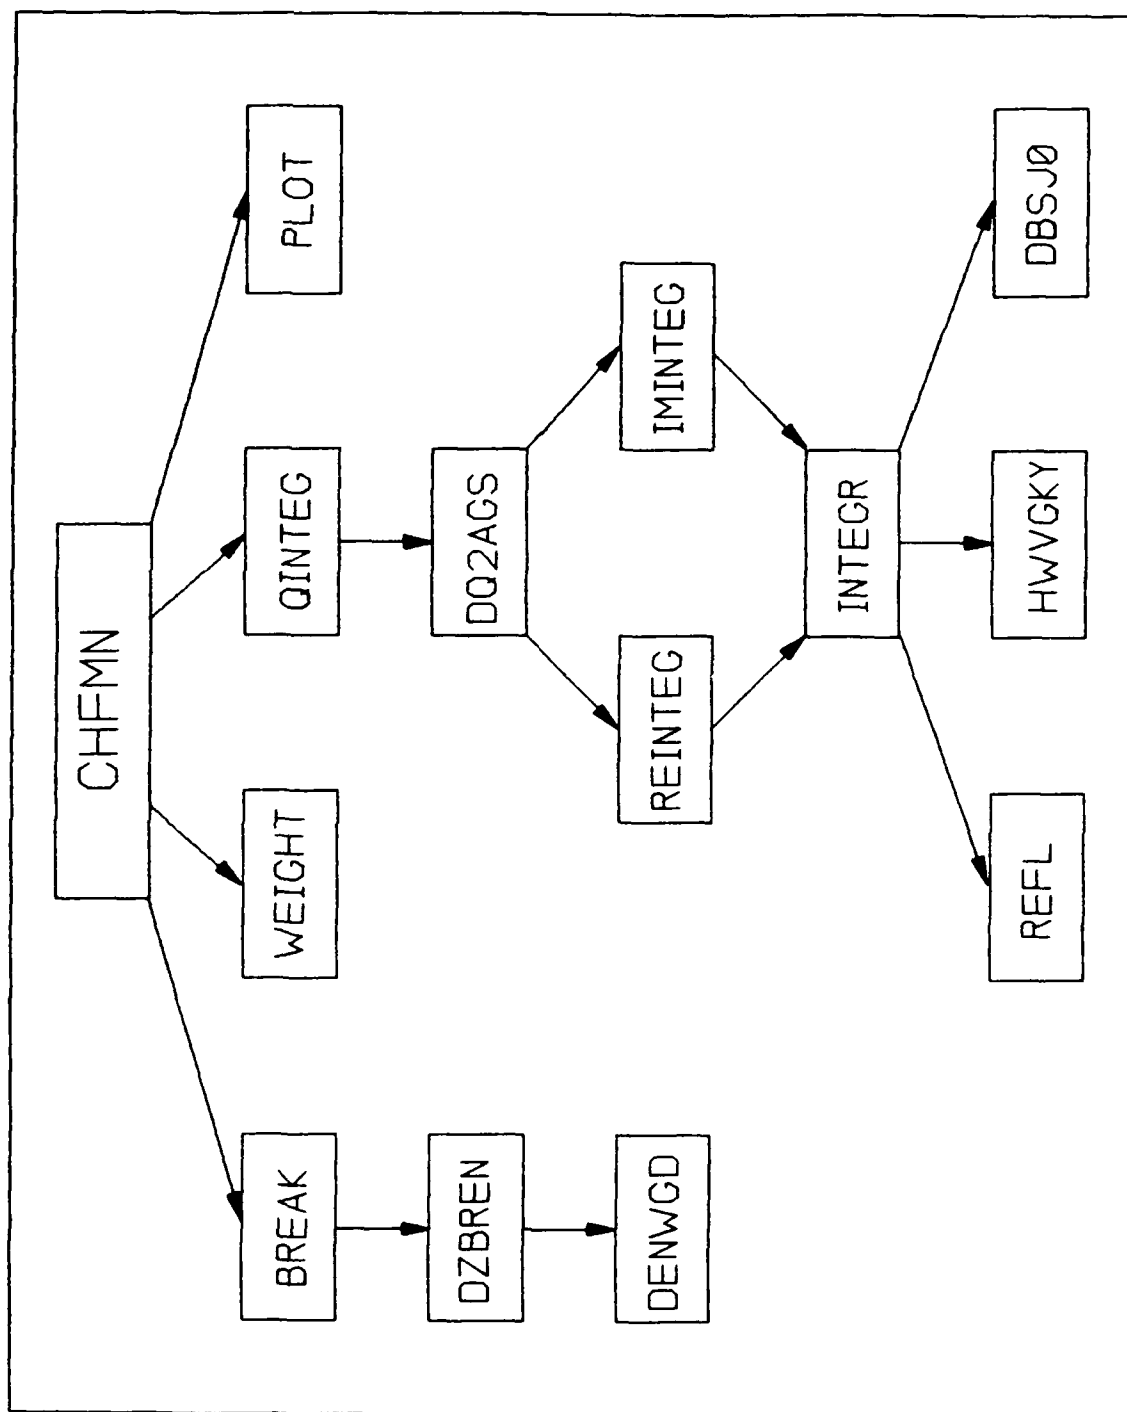 CHFMN
BREAK
WEIGHT
QINTEG
PLOT
DZBREN
DQ2AGS
DENWGD
REINTEG
IMINTEG
INTEGR
REFL
HWVGKY
DBSJ0